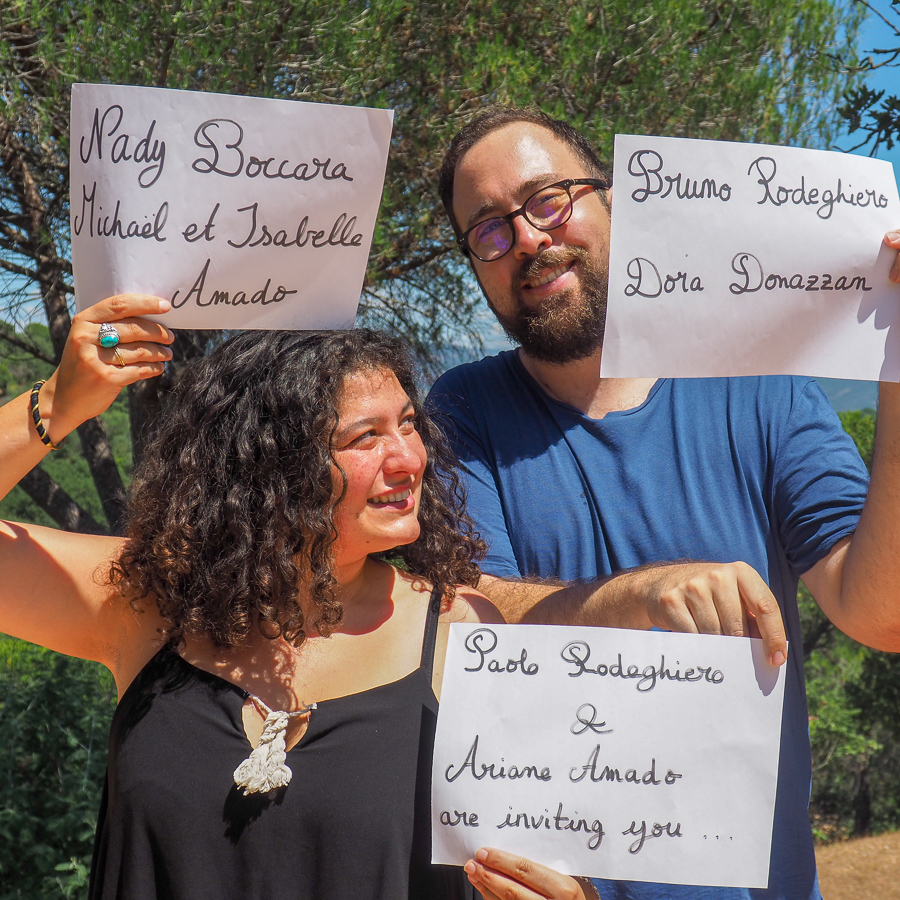 Nady Boccara
Michaël et Isabelle
Amado
Bruno Rodeghiero
Dora Donazzan
Paolo Rodeghiero
&
Ariane Amado
are inviting you ...